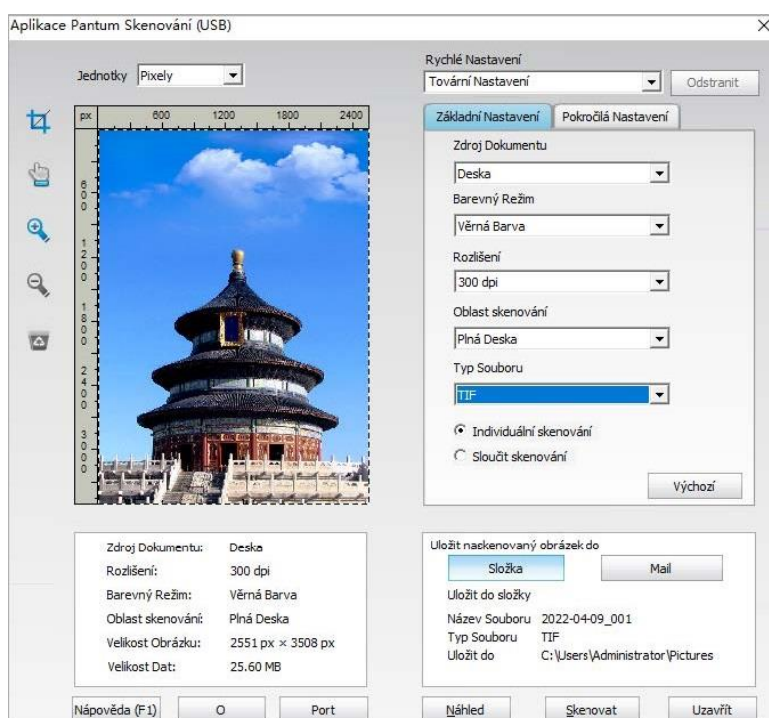 Aplikace Pantum Skenování (USB)
Jednotky Pixely
Rychlé Nastavení
Tovární Nastavení
Odstranit
px 600 1200 1800 2400
600
1200
1800
2400
3000
Základní Nastavení Pokročilá Nastavení
Zdroj Dokumentu
Deska
Barevný Režim
Věrná Barva
Rozlišení
300 dpi
Oblast skenování
Plná Deska
Typ Souboru
TIF
Individuální skenování
Sloučit skenování
Výchozí
Zdroj Dokumentu: Deska
Rozlišení: 300 dpi
Barevný Režim: Věrná Barva
Oblast skenování: Plná Deska
Velikost Obrázku: 2551 px × 3508 px
Velikost Dat: 25.60 MB
Uložit naskenovaný obrázek do
Složka Mail
Uložit do složky
Název Souboru 2022-04-09_001
Typ Souboru TIF
Uložit do C:\Users\Administrator\Pictures
Nápověda (F1) O Port
Náhled Skenovat Uzavřít